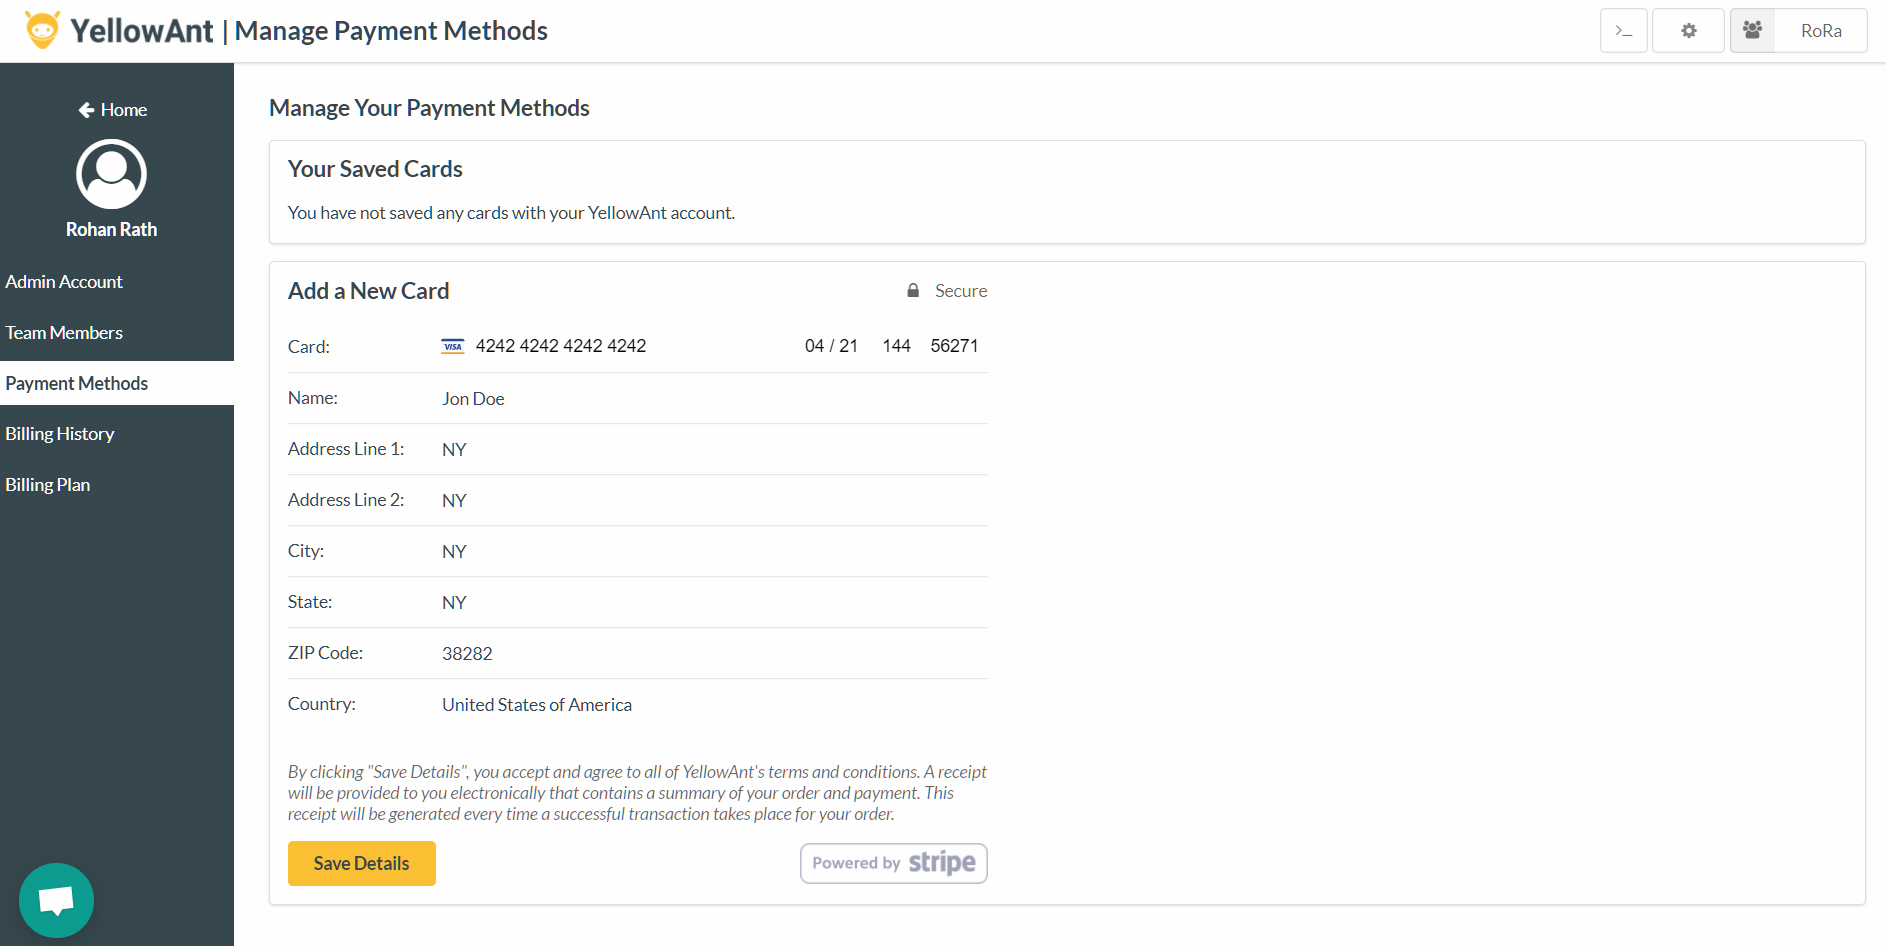 YellowAnt | Manage Payment Methods
>_
RoRa
Home
Rohan Rath
Admin Account
Team Members
Payment Methods
Billing History
Billing Plan
Manage Your Payment Methods
Your Saved Cards
You have not saved any cards with your YellowAnt account.
Add a New Card Secure
Card: VISA 4242 4242 4242 4242 04 / 21 144 56271
Name: Jon Doe
Address Line 1: NY
Address Line 2: NY
City: NY
State: NY
ZIP Code: 38282
Country: United States of America
By clicking "Save Details", you accept and agree to all of YellowAnt's terms and conditions. A receipt
will be provided to you electronically that contains a summary of your order and payment. This
receipt will be generated every time a successful transaction takes place for your order.
Save Details
Powered by stripe